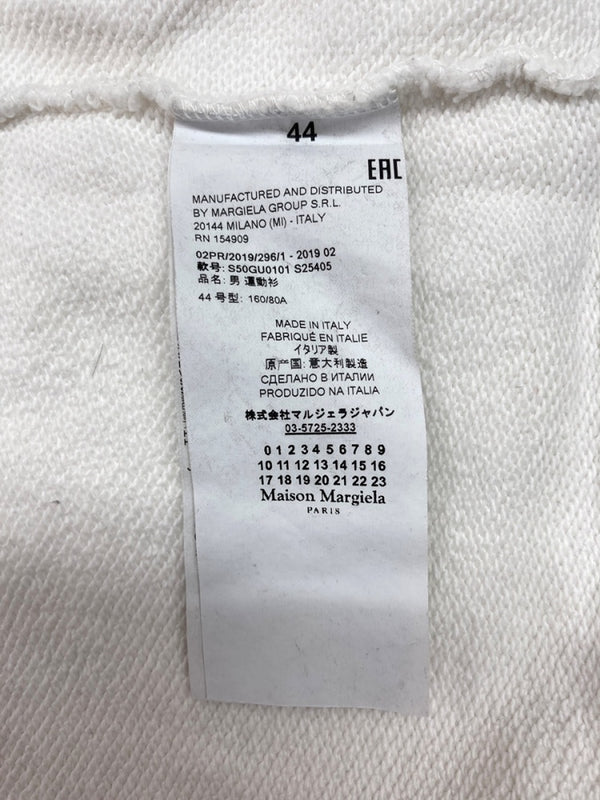 44
EAC
MANUFACTURED AND DISTRIBUTED
BY MARGIELA GROUP S.R.L.
20144 MILANO (MI) - ITALY
RN 154909
02PR/2019/296/1 - 2019 02
款号: S50GU0101 S25405
品名: 男 運動衫
44 号型: 160/80A
MADE IN ITALY
FABRIQUÉ EN ITALIE
イタリア製
原产国: 意大利製造
СДЕЛАНО В ИТАЛИИ
PRODUZIDO NA ITALIA
株式会社マルジェラジャパン
03-5725-2333
0 1 2 3 4 5 6 7 8 9
10 11 12 13 14 15 16
17 18 19 20 21 22 23
Maison Margiela
PARIS